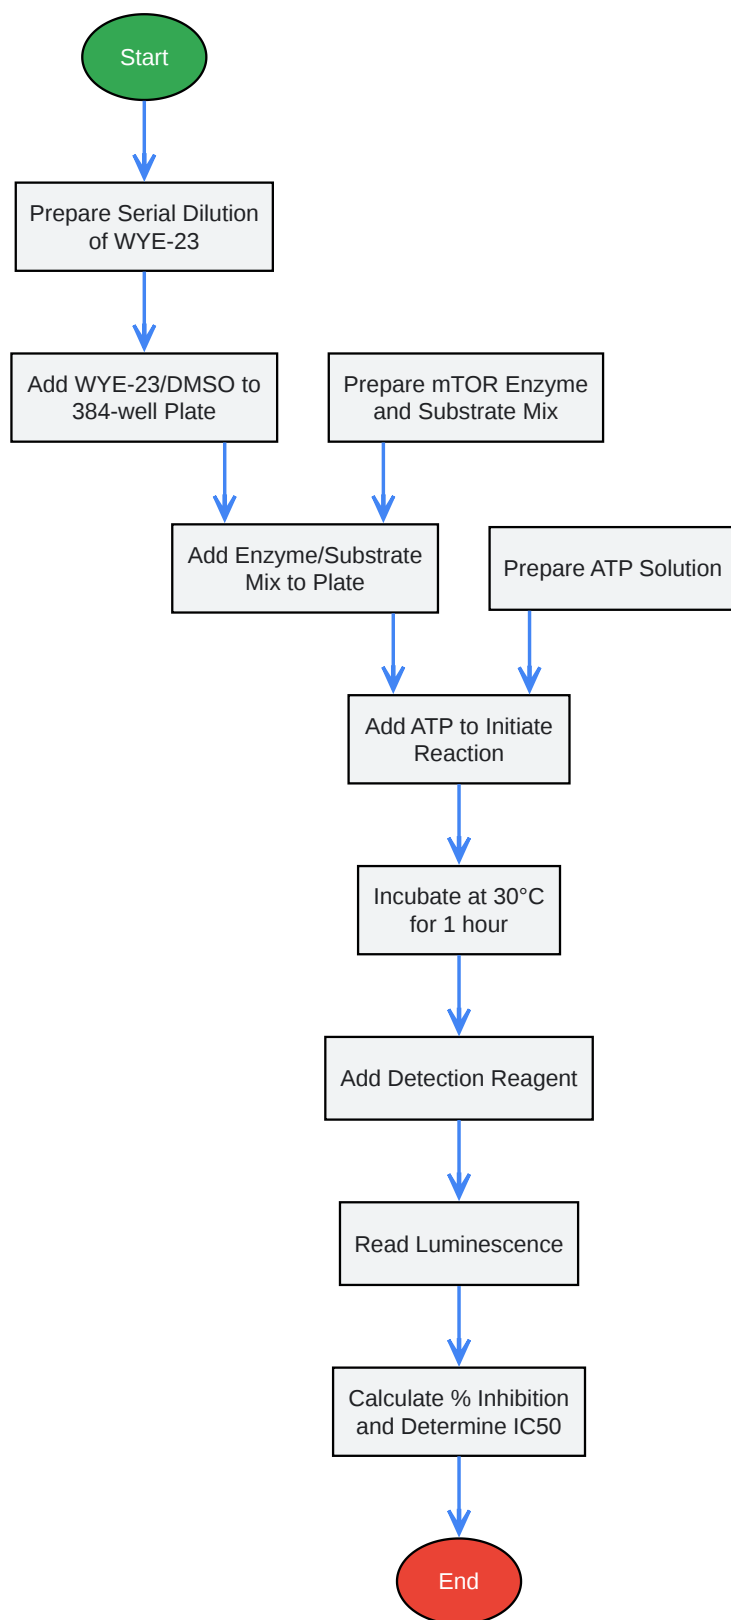 Start
Prepare Serial Dilution
of WYE-23
Add WYE-23/DMSO to
384-well Plate
Prepare mTOR Enzyme
and Substrate Mix
Add Enzyme/Substrate
Mix to Plate
Prepare ATP Solution
Add ATP to Initiate
Reaction
Incubate at 30°C
for 1 hour
Add Detection Reagent
Read Luminescence
Calculate % Inhibition
and Determine IC50
End